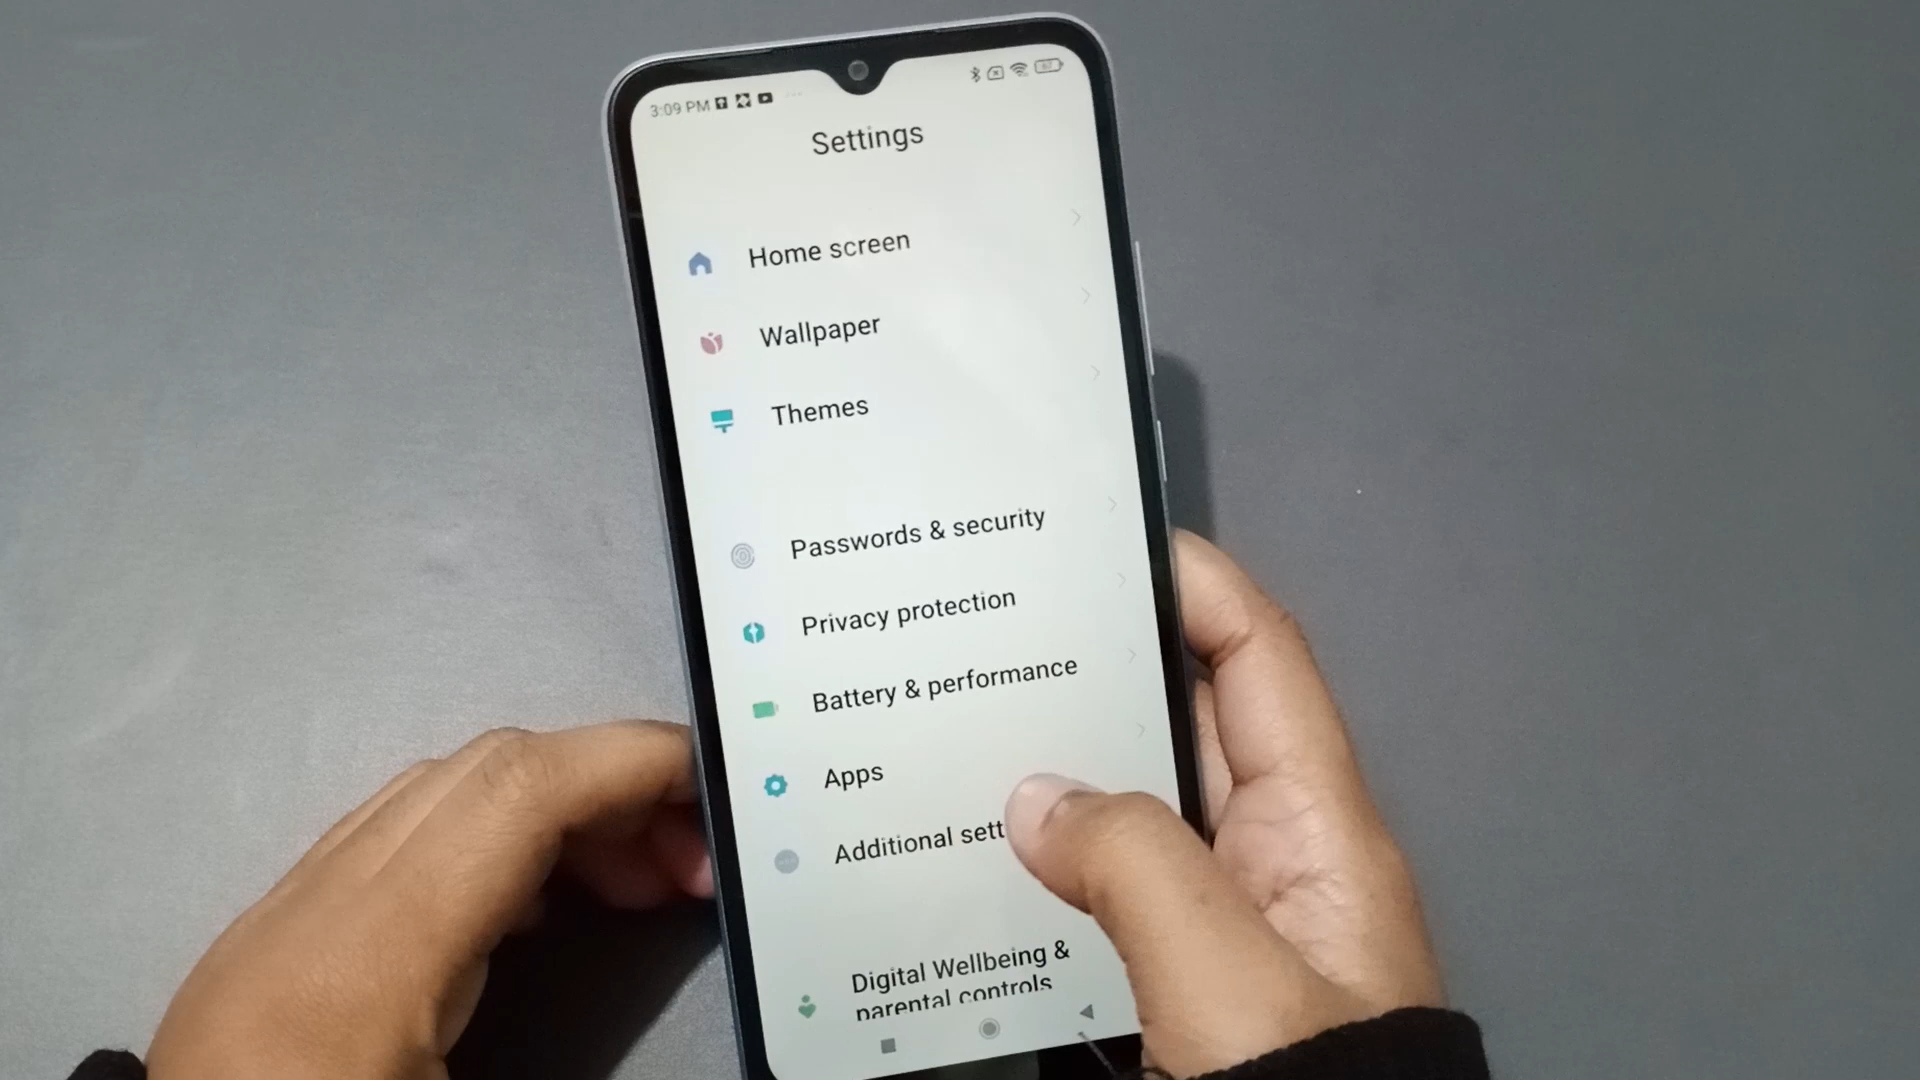 3:09 PM
67
Settings
Home screen
Wallpaper
Themes
Passwords & security
Privacy protection
Battery & performance
Apps
Additional sett
Digital Wellbeing &
parental controls